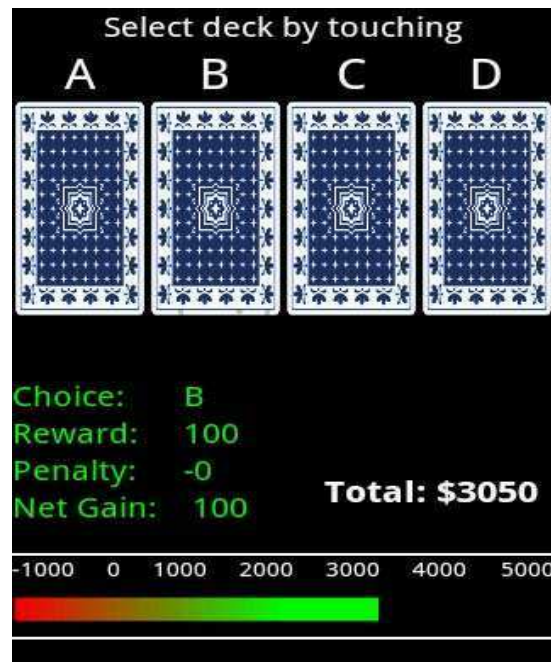 Select deck by touching
A B C D
Choice: B
Reward: 100
Penalty: -0
Net Gain: 100
Total: $3050
-1000 0 1000 2000 3000 4000 5000